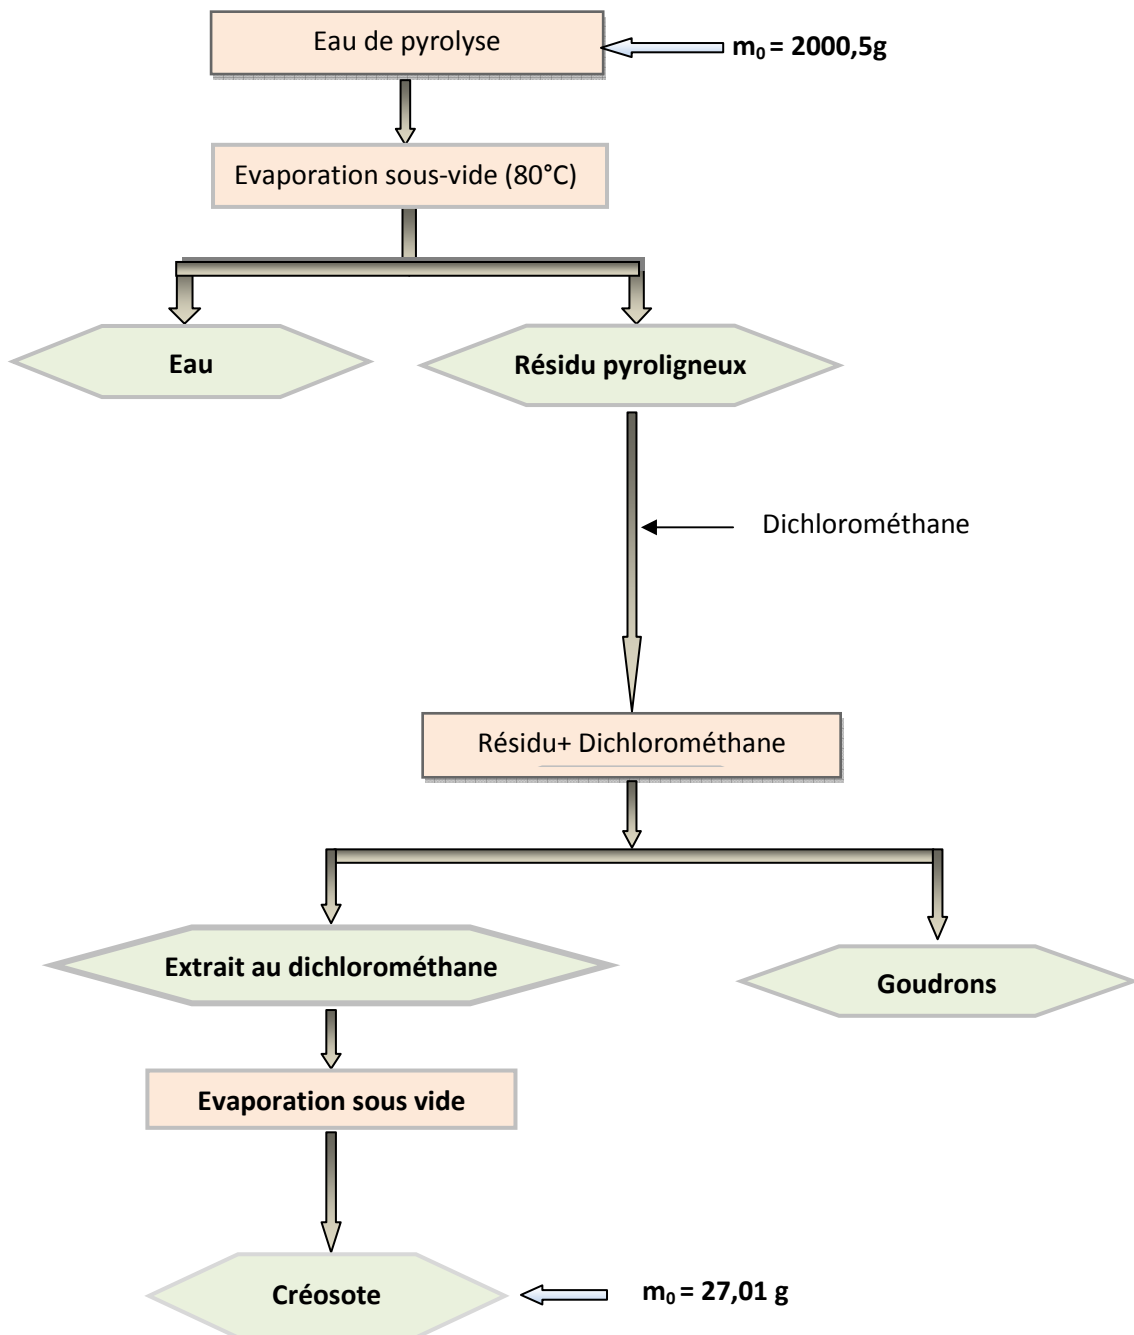 Eau de pyrolyse
m₀ = 2000,5g
Evaporation sous-vide (80°C)
Eau
Résidu pyroligneux
Dichlorométhane
Résidu+ Dichlorométhane
Extrait au dichlorométhane
Goudrons
Evaporation sous vide
Créosote
m₀ = 27,01 g